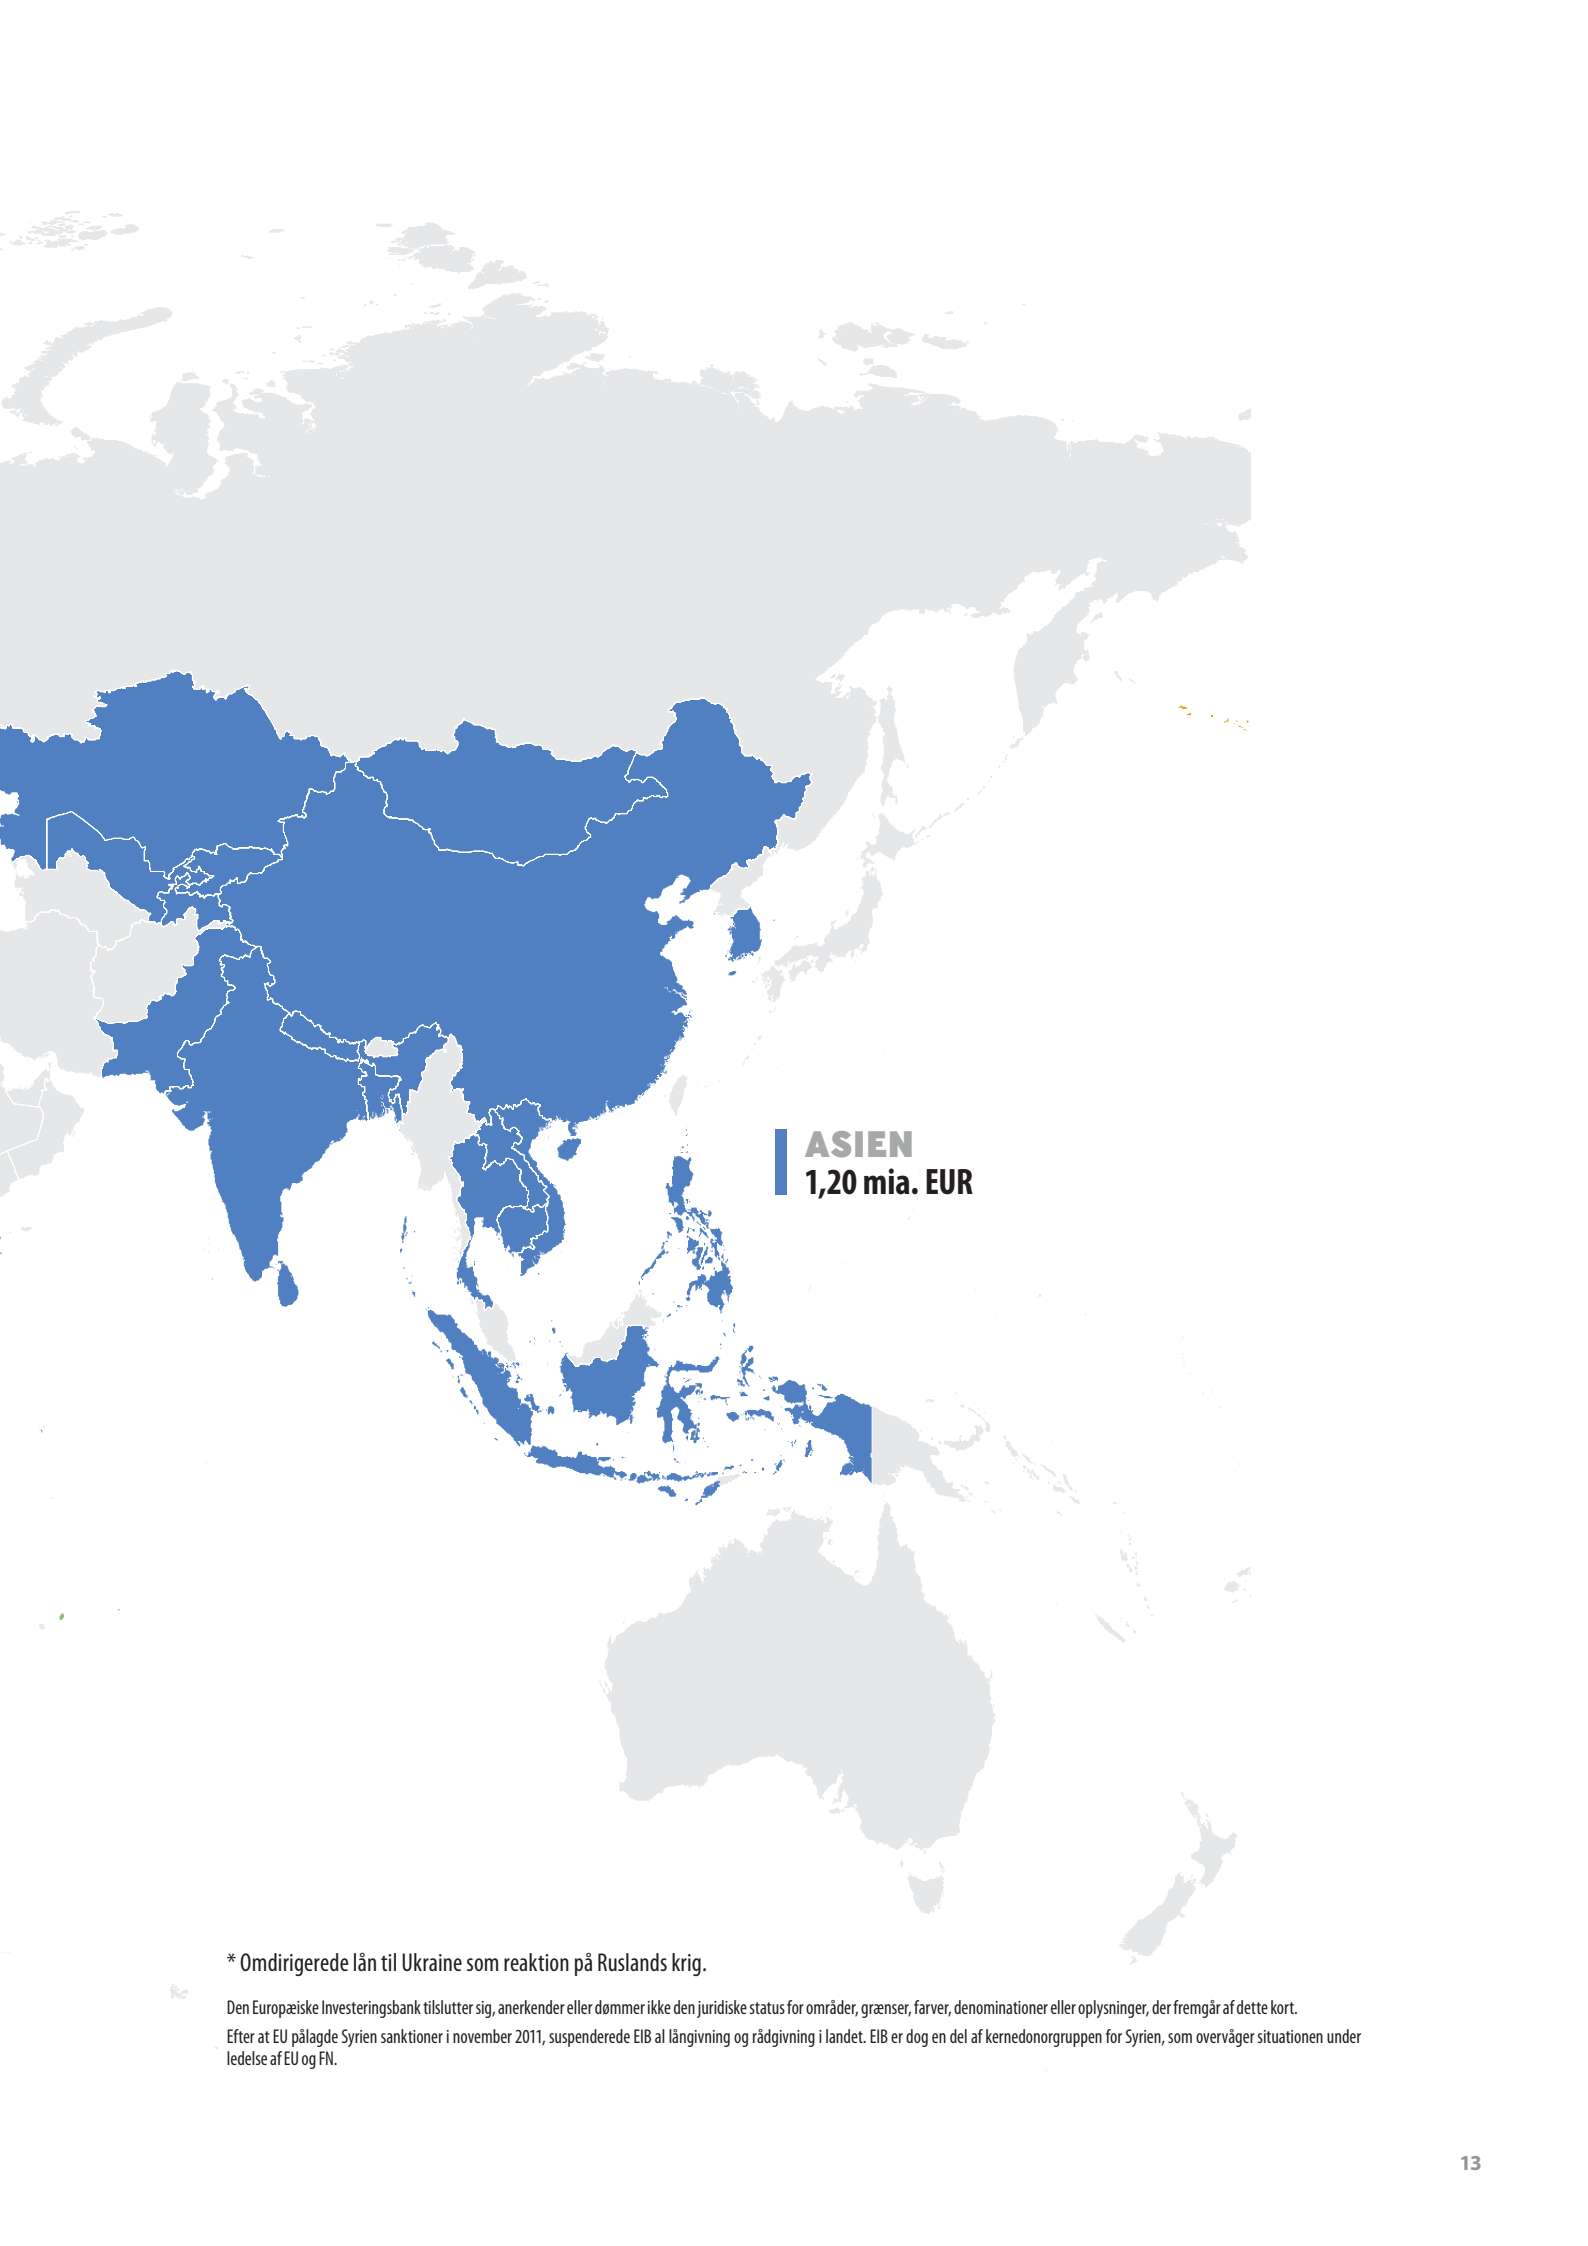 ASIEN
1,20 mia. EUR
* Omdirigerede lån til Ukraine som reaktion på Ruslands krig.
Den Europæiske Investeringsbank tilslutter sig, anerkender eller dømmer ikke den juridiske status for områder, grænser, farver, denominationer eller oplysninger, der fremgår af dette kort.
Efter at EU pålagde Syrien sanktioner i november 2011, suspenderede EIB al långivning og rådgivning i landet. EIB er dog en del af kernedonorgruppen for Syrien, som overvåger situationen under
ledelse af EU og FN.
13